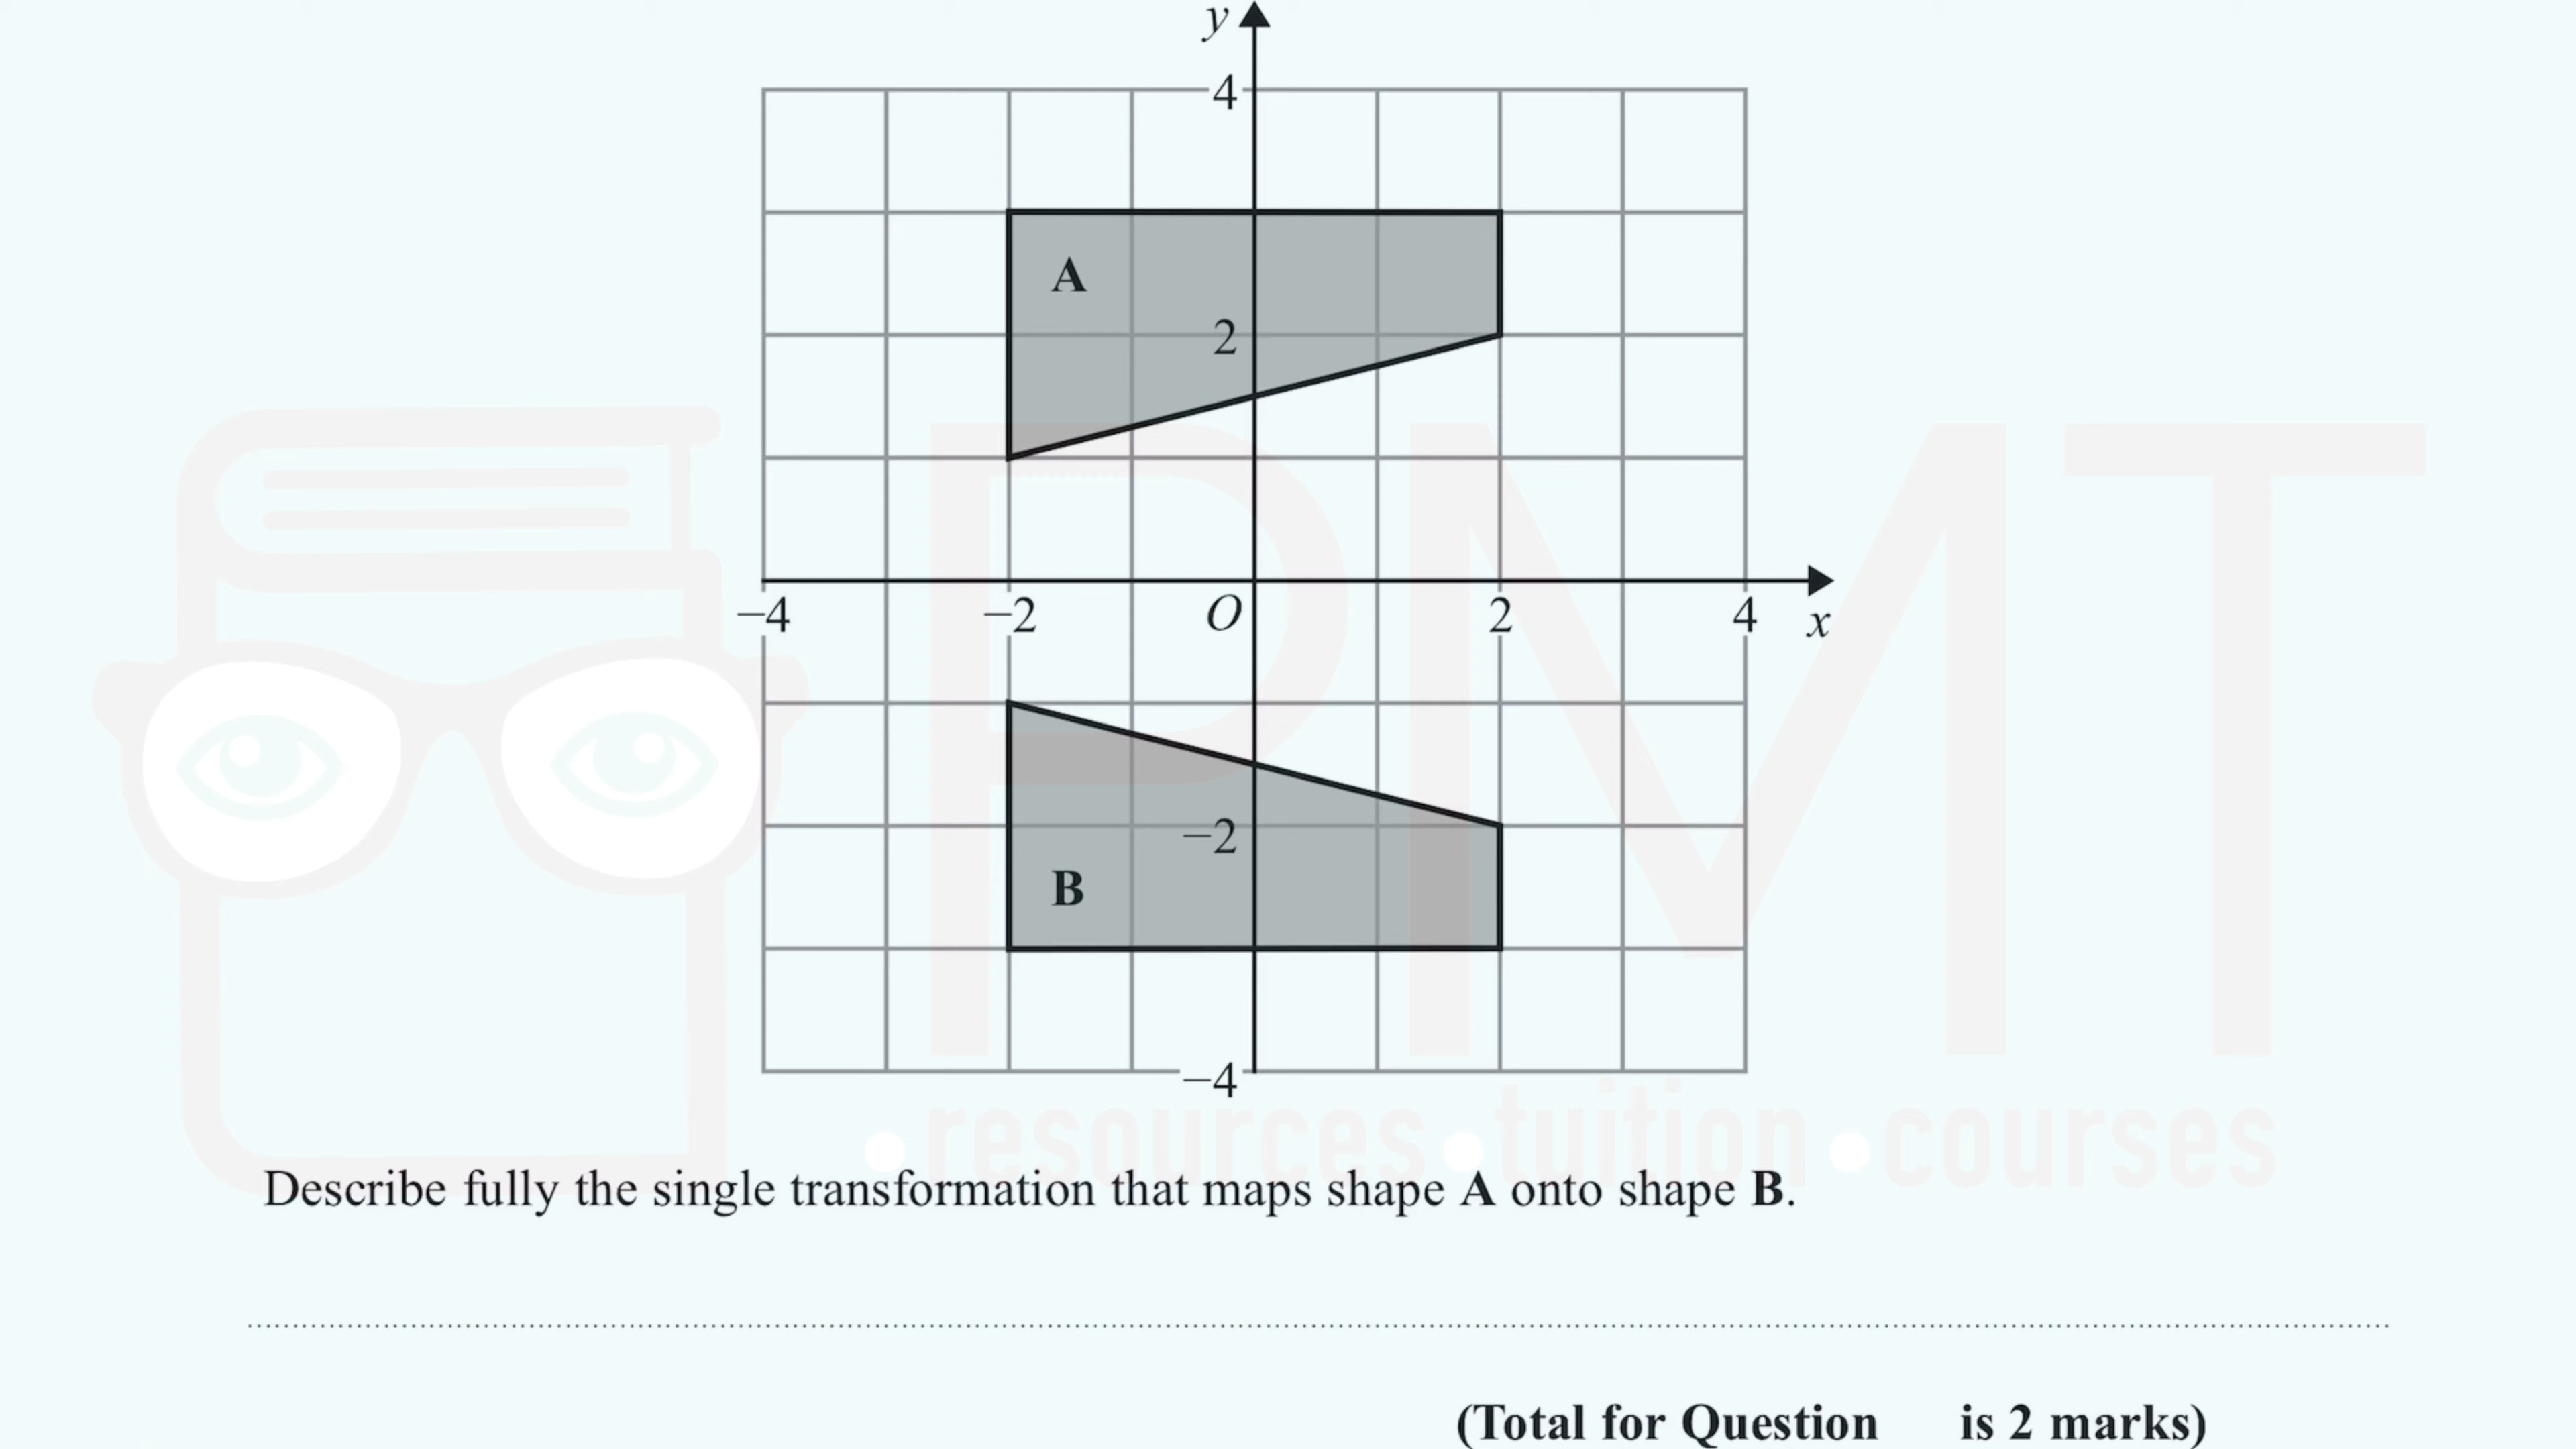 y
4
A
2
−4 −2 O 2 4 x
−2
B
−4
PMT
• resources • tuition • courses
Describe fully the single transformation that maps shape A onto shape B.
(Total for Question is 2 marks)